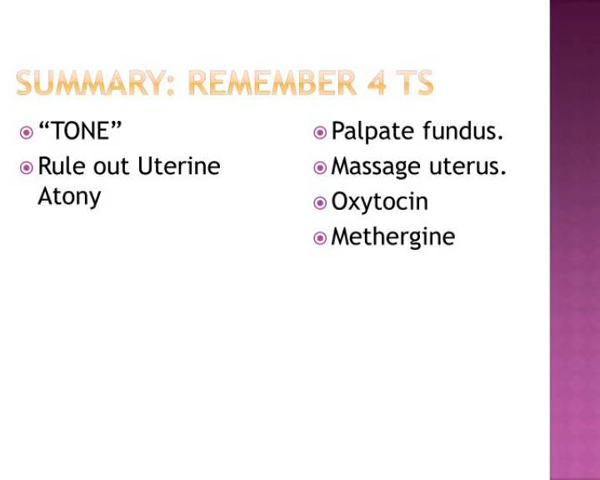 SUMMARY: REMEMBER 4 TS
“TONE”
Rule out Uterine
Atony
Palpate fundus.
Massage uterus.
Oxytocin
Methergine